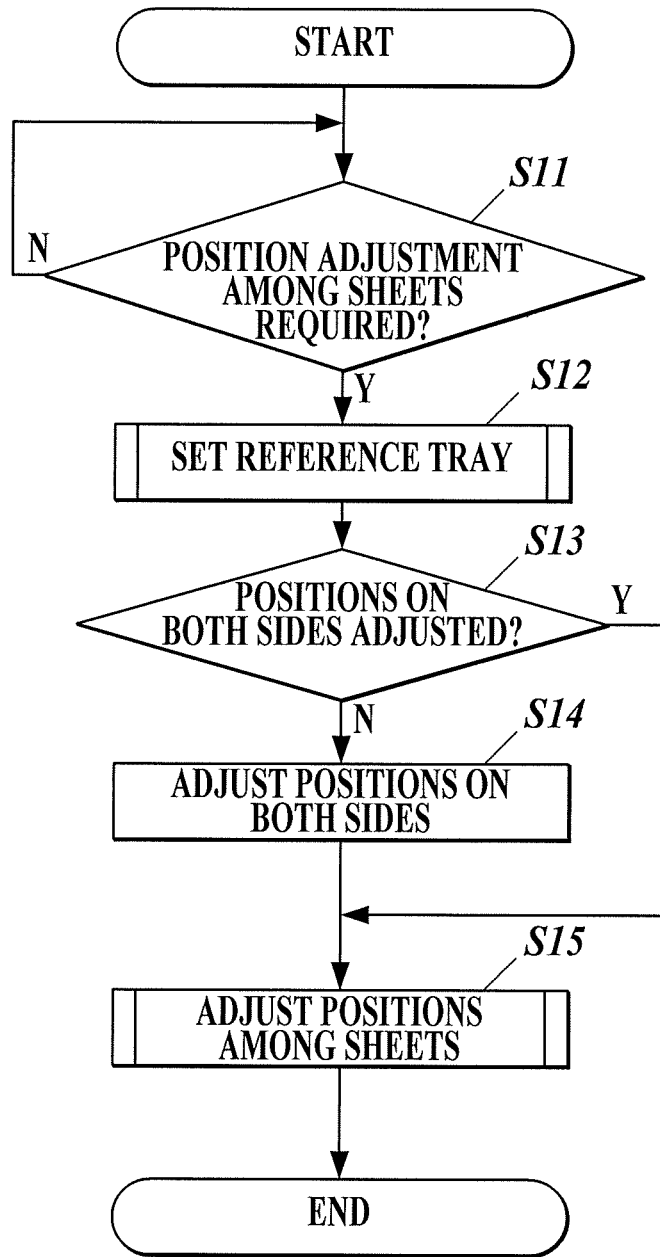 START
S11
N
POSITION ADJUSTMENT
AMONG SHEETS
REQUIRED?
Y
S12
SET REFERENCE TRAY
S13
POSITIONS ON
BOTH SIDES ADJUSTED?
Y
N
S14
ADJUST POSITIONS ON
BOTH SIDES
S15
ADJUST POSITIONS
AMONG SHEETS
END